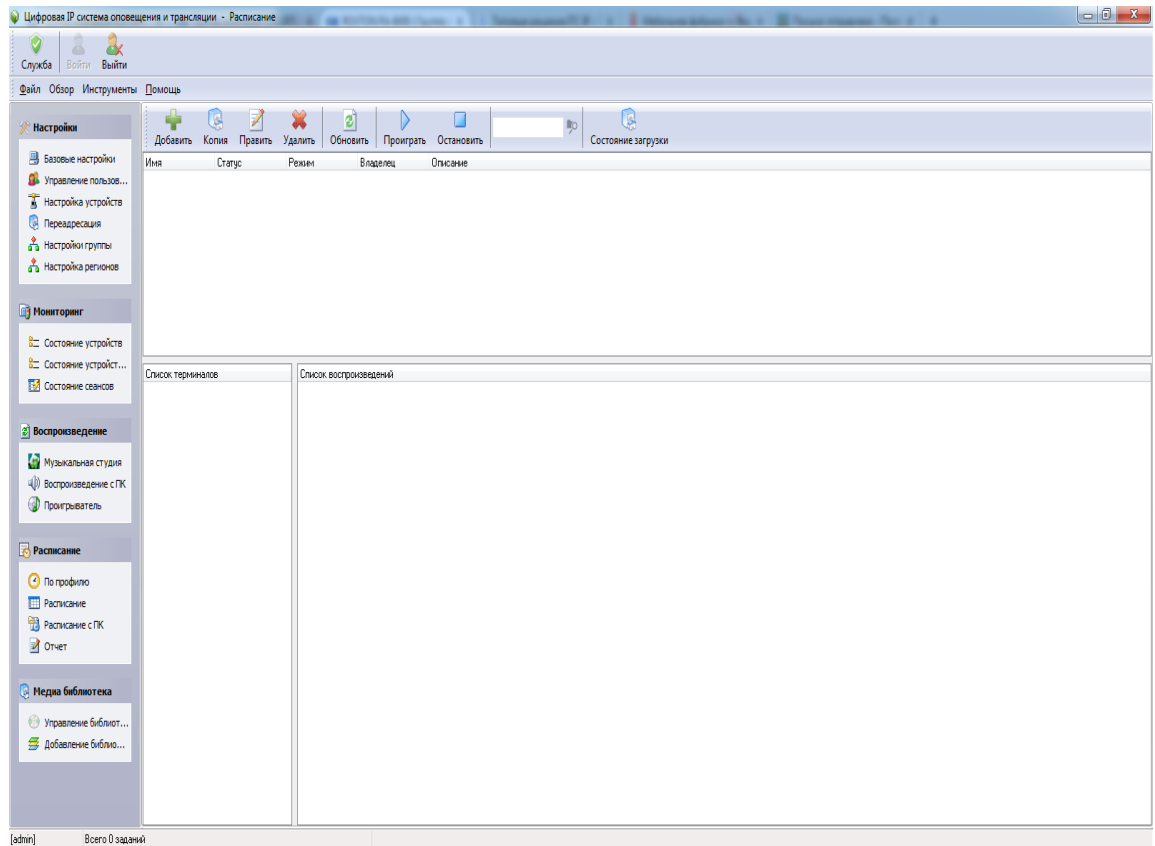 Цифровая IP система оповещения и трансляции - Расписание
Служба Войти Выйти
Файл Обзор Инструменты Помощь
Настройки
Базовые настройки
Управление пользов...
Настройка устройств
Переадресация
Настройки группы
Настройка регионов
Мониторинг
Состояние устройств
Состояние устройст...
Состояние сеансов
Воспроизведение
Музыкальная студия
Воспроизведение с ПК
Проигрыватель
Расписание
По профилю
Расписание
Расписание с ПК
Отчет
Медиа библиотека
Управление библиот...
Добавление библио...
Добавить Копия Править Удалить Обновить Проиграть Остановить Состояние загрузки
Имя Статус Режим Владелец Описание
Список терминалов
Список воспроизведений
[admin] Всего 0 заданий